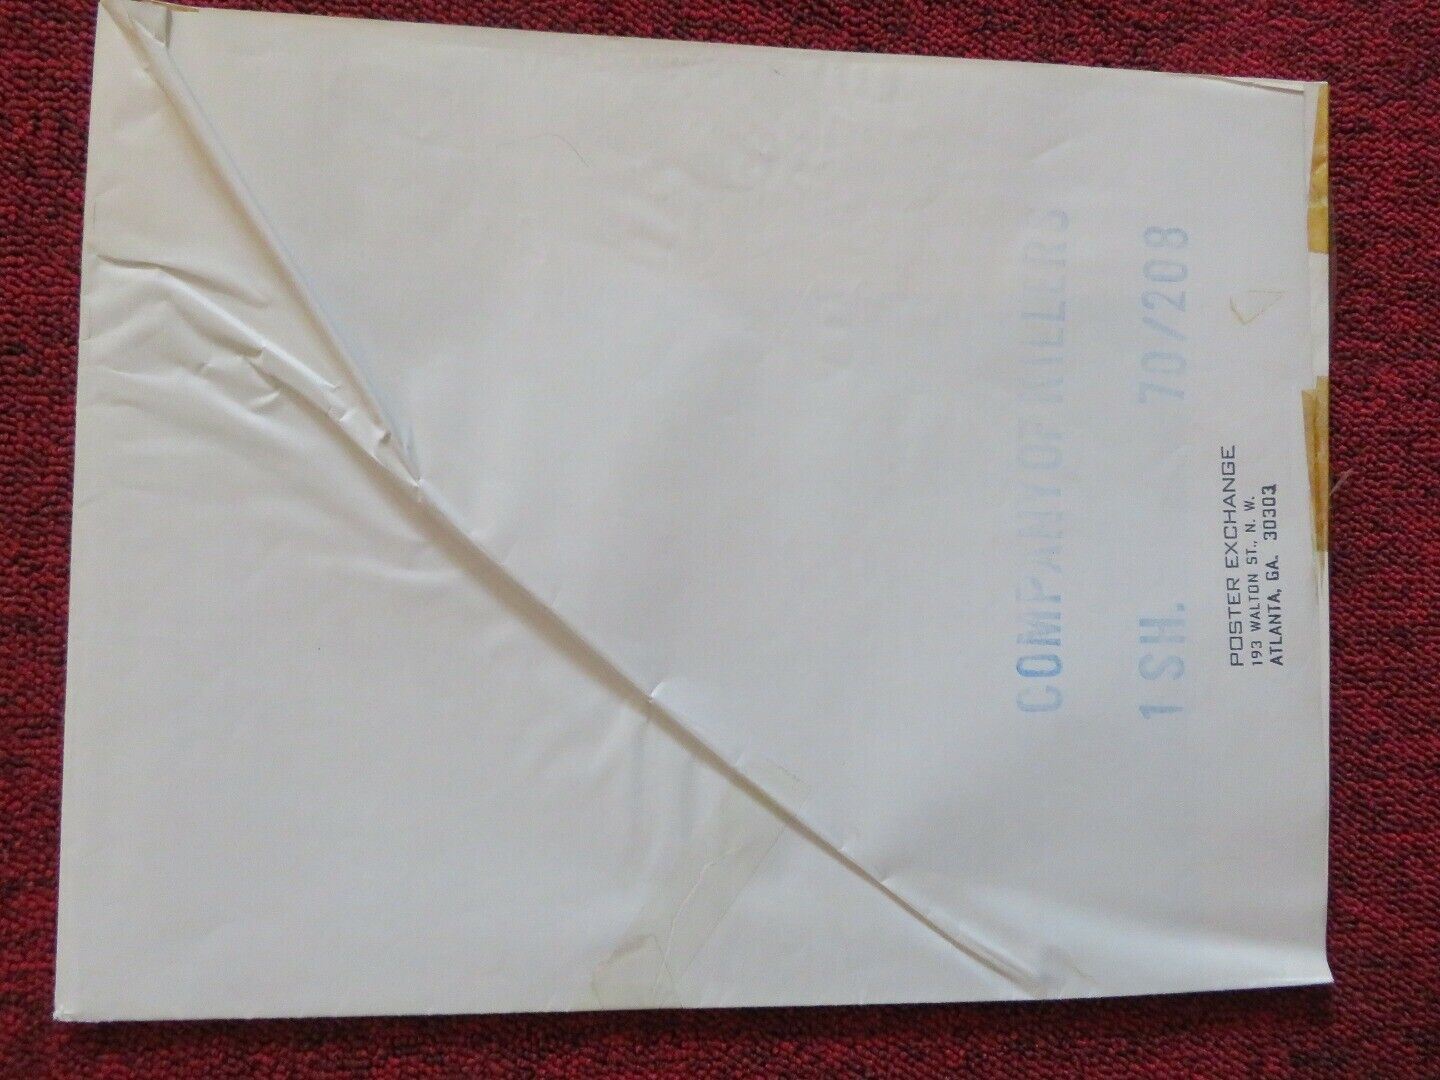 COMPANY OF KILLERS
1 SH. 70/208
POSTER EXCHANGE
193 WALTON ST., N. W.
ATLANTA, GA. 30303